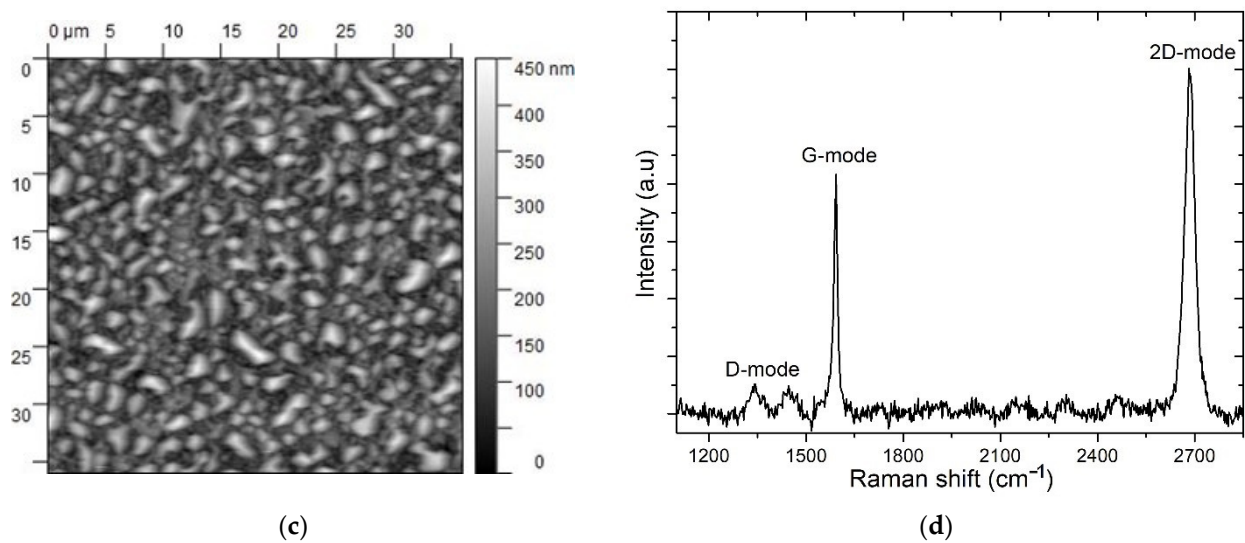 0 µm 5 10 15 20 25 30
0
5
10
15
20
25
30
450 nm
400
350
300
250
200
150
100
50
0
2D-mode
G-mode
D-mode
Intensity (a.u)
1200 1500 1800 2100 2400 2700
Raman shift (cm⁻¹)
(c) (d)